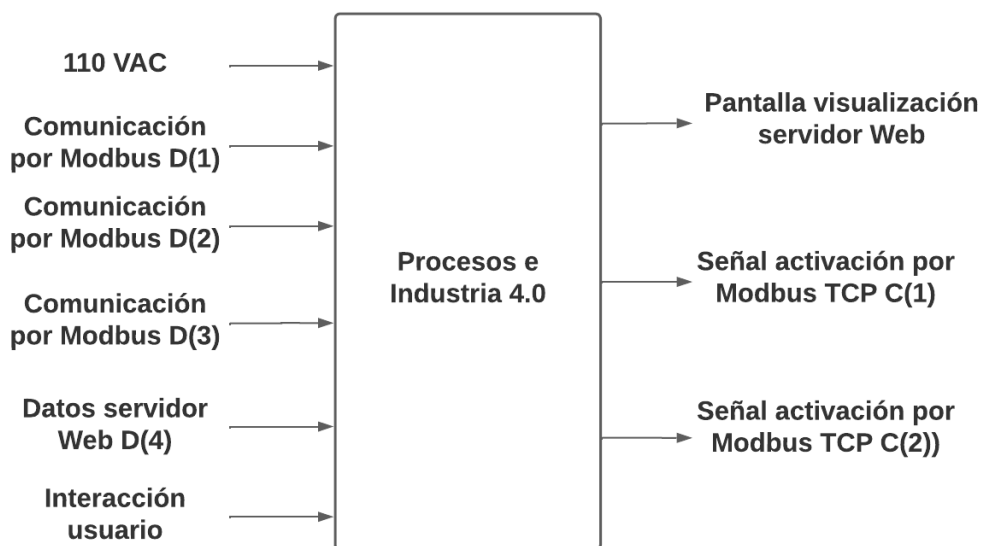 110 VAC
Comunicación
por Modbus D(1)
Comunicación
por Modbus D(2)
Comunicación
por Modbus D(3)
Datos servidor
Web D(4)
Interacción
usuario
Procesos e
Industria 4.0
Pantalla visualización
servidor Web
Señal activación por
Modbus TCP C(1)
Señal activación por
Modbus TCP C(2))